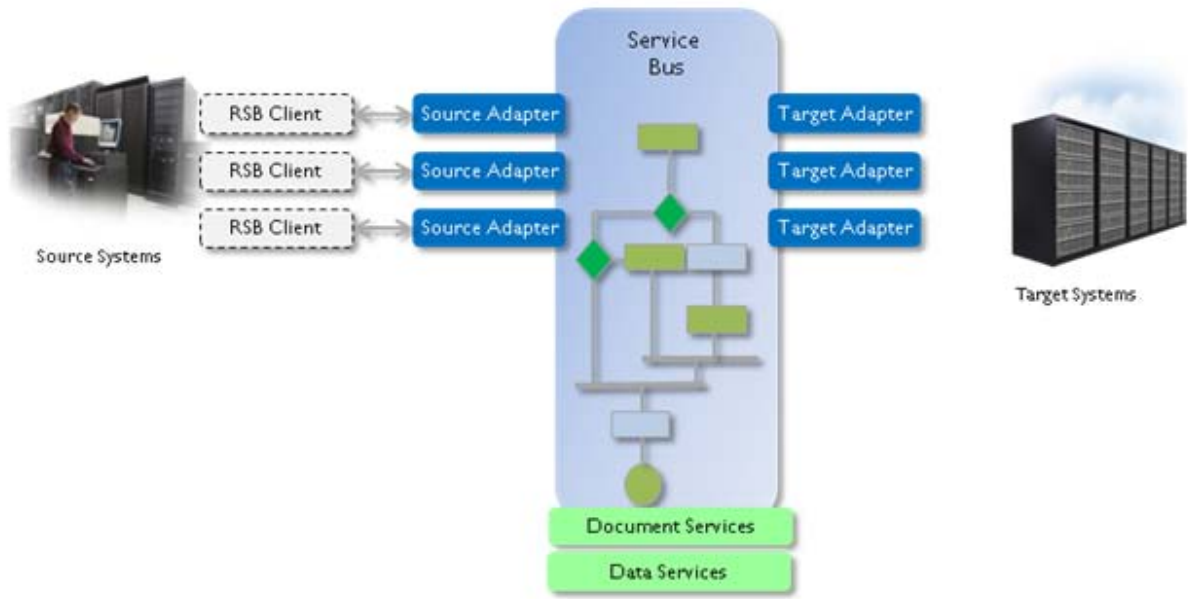 Service
Bus
RSB Client
Source Adapter
Target Adapter
RSB Client
Source Adapter
Target Adapter
RSB Client
Source Adapter
Target Adapter
Source Systems
Target Systems
Document Services
Data Services